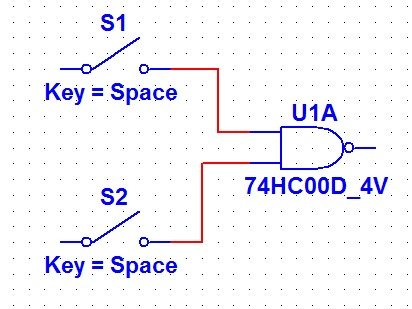 S1
Key = Space
U1A
74HC00D_4V
S2
Key = Space